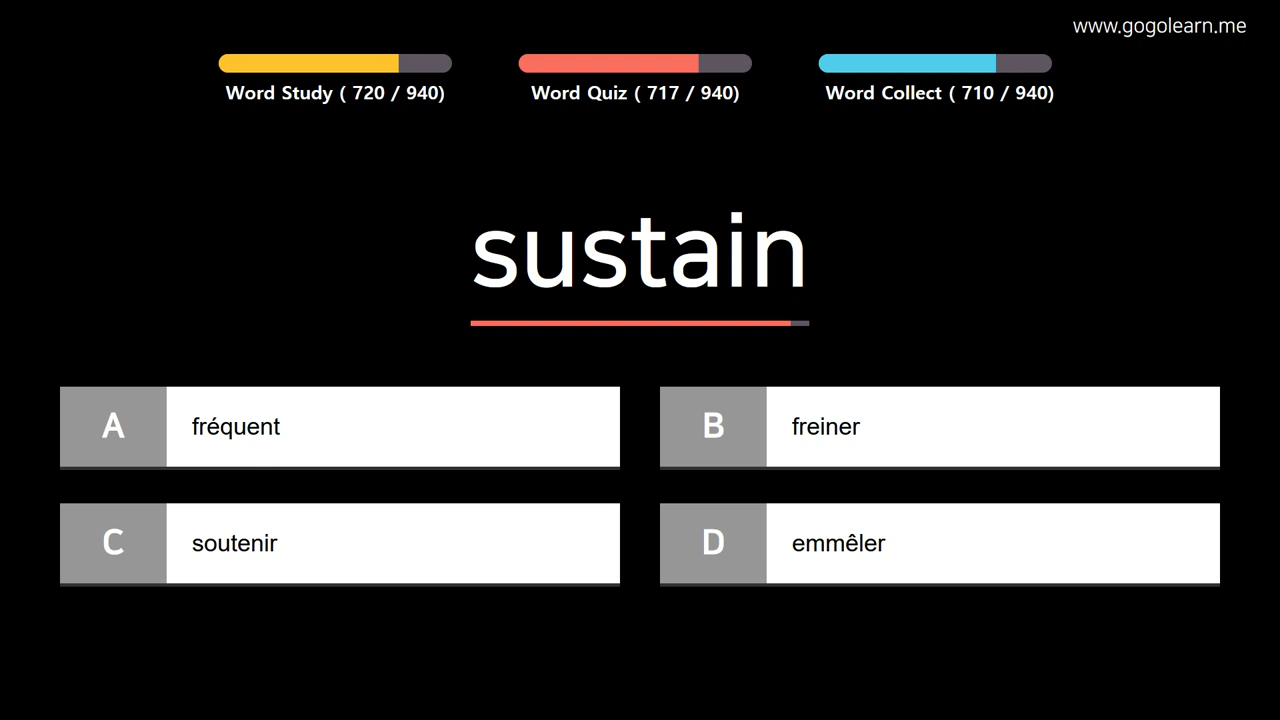 www.gogolearn.me
Word Study ( 720 / 940)
Word Quiz ( 717 / 940)
Word Collect ( 710 / 940)
sustain
A fréquent
B freiner
C soutenir
D emmêler